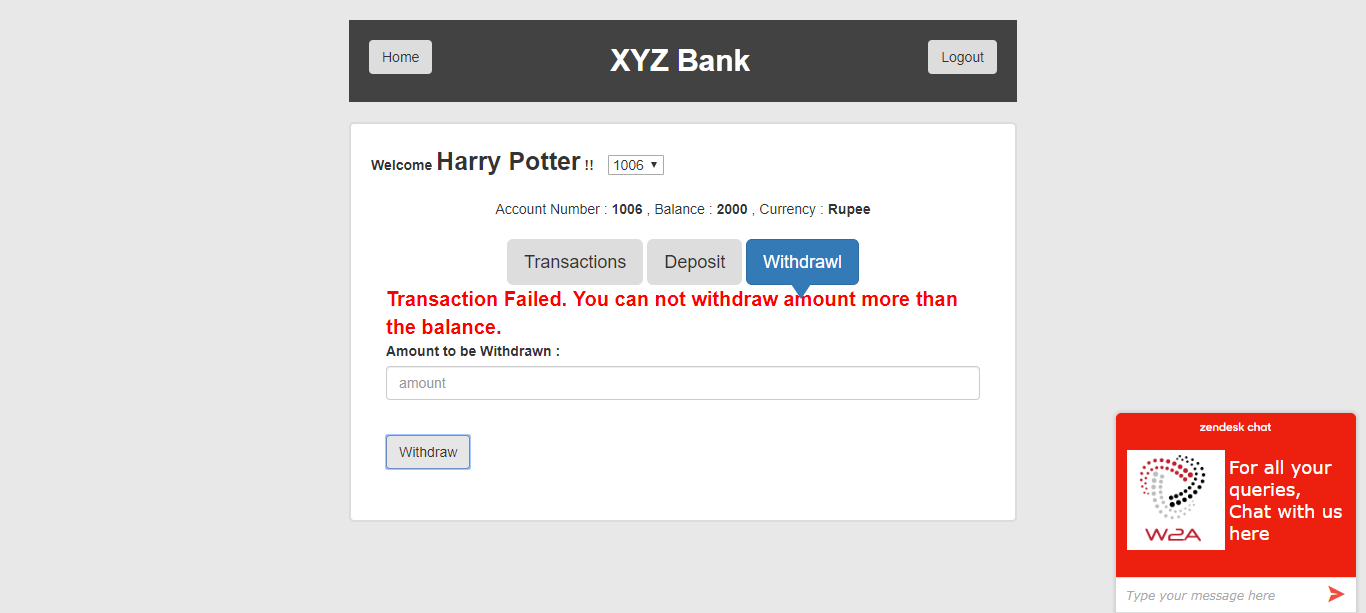 Home
XYZ Bank
Logout
Welcome Harry Potter !! 1006
Account Number : 1006 , Balance : 2000 , Currency : Rupee
Transactions
Deposit
Withdrawl
Transaction Failed. You can not withdraw amount more than
the balance.
Amount to be Withdrawn :
amount
Withdraw
zendesk chat
W2A
For all your
queries,
Chat with us
here
Type your message here